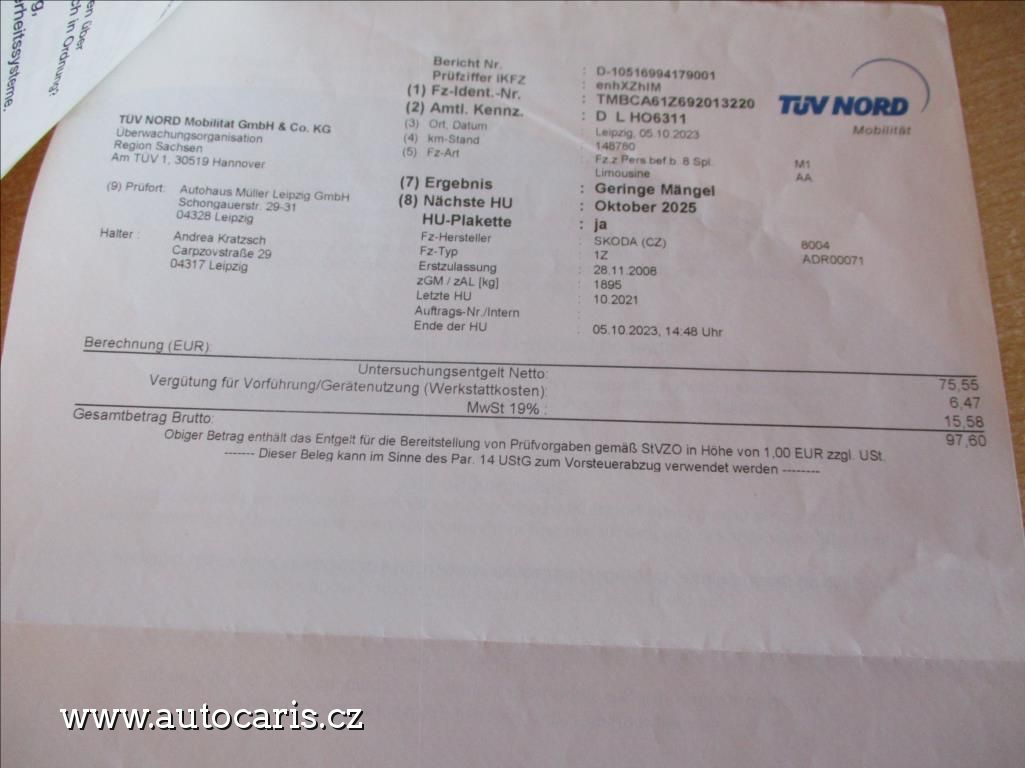 en über
ch in Ordnung?
g,
erheitssysteme.
TÜV NORD Mobilität GmbH & Co. KG
Überwachungsorganisation
Region Sachsen
Am TÜV 1, 30519 Hannover
(9) Prüfort: Autohaus Müller Leipzig GmbH
Schongauerstr. 29-31
04328 Leipzig
Halter : Andrea Kratzsch
Carpzovstraße 29
04317 Leipzig
Bericht Nr. : D-10516994179001
Prüfziffer iKFZ : enhXZhIM
(1) Fz-Ident.-Nr. : TMBCA61Z692013220
(2) Amtl. Kennz. : D L HO6311
(3) Ort, Datum : Leipzig, 05.10.2023
(4) km-Stand : 148780
(5) Fz-Art : Fz.z.Pers.bef.b. 8 Spl. M1
Limousine AA
(7) Ergebnis : Geringe Mängel
(8) Nächste HU : Oktober 2025
HU-Plakette : ja
Fz-Hersteller : SKODA (CZ) 8004
Fz-Typ : 1Z ADR00071
Erstzulassung : 28.11.2008
zGM / zAL [kg] : 1895
Letzte HU : 10.2021
Auftrags-Nr./Intern :
Ende der HU : 05.10.2023, 14:48 Uhr
TÜV NORD
Mobilität
Berechnung (EUR):
Untersuchungsentgelt Netto: 75,55
Vergütung für Vorführung/Gerätenutzung (Werkstattkosten): 6,47
MwSt 19% : 15,58
Gesamtbetrag Brutto: 97,60
Obiger Betrag enthält das Entgelt für die Bereitstellung von Prüfvorgaben gemäß StVZO in Höhe von 1,00 EUR zzgl. USt.
------- Dieser Beleg kann im Sinne des Par. 14 UStG zum Vorsteuerabzug verwendet werden --------
www.autocaris.cz